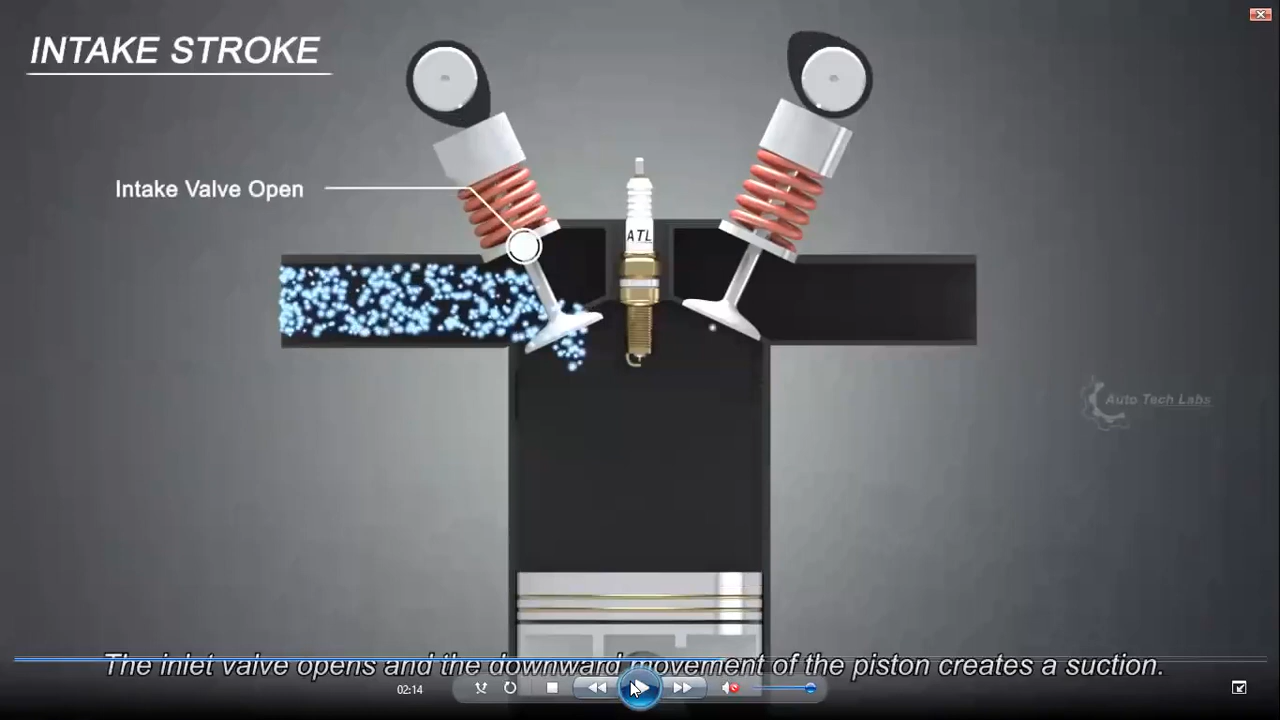 INTAKE STROKE
Intake Valve Open
ATL
Auto Tech Labs
The inlet valve opens and the downward movement of the piston creates a suction.
02:14